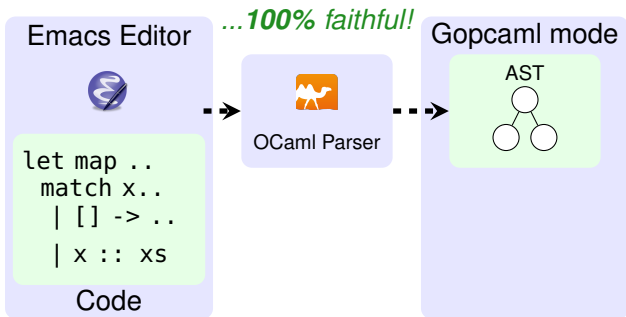 ...100% faithful!
Emacs Editor
let map ..
match x..
| [] -> ..
| x :: xs
Code
OCaml Parser
Gopcaml mode
AST